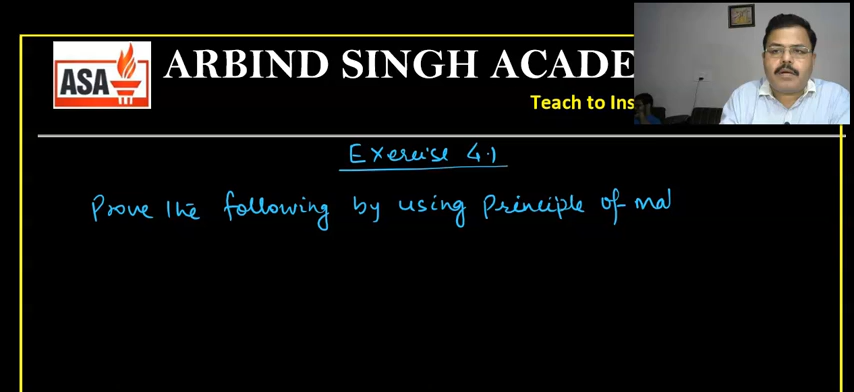 ASA
ARBIND SINGH ACADE
Teach to Ins
Exercise 4.1
Prove the following by using Principle of mat